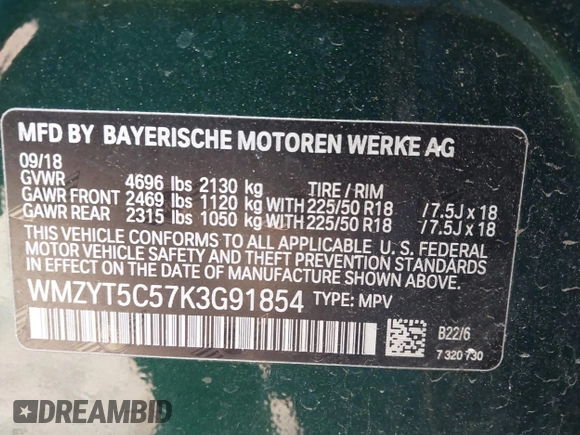 MFD BY BAYERISCHE MOTOREN WERKE AG
09/18
GVWR 4696 lbs 2130 kg TIRE / RIM
GAWR FRONT 2469 lbs 1120 kg WITH 225/50 R18 /7.5J x 18
GAWR REAR 2315 lbs 1050 kg WITH 225/50 R18 /7.5J x 18
THIS VEHICLE CONFORMS TO ALL APPLICABLE U. S. FEDERAL
MOTOR VEHICLE SAFETY AND THEFT PREVENTION STANDARDS
IN EFFECT ON THE DATE OF MANUFACTURE SHOWN ABOVE.
WMZYT5C57K3G91854 TYPE: MPV
B22/6
7 320 730
DREAMBID